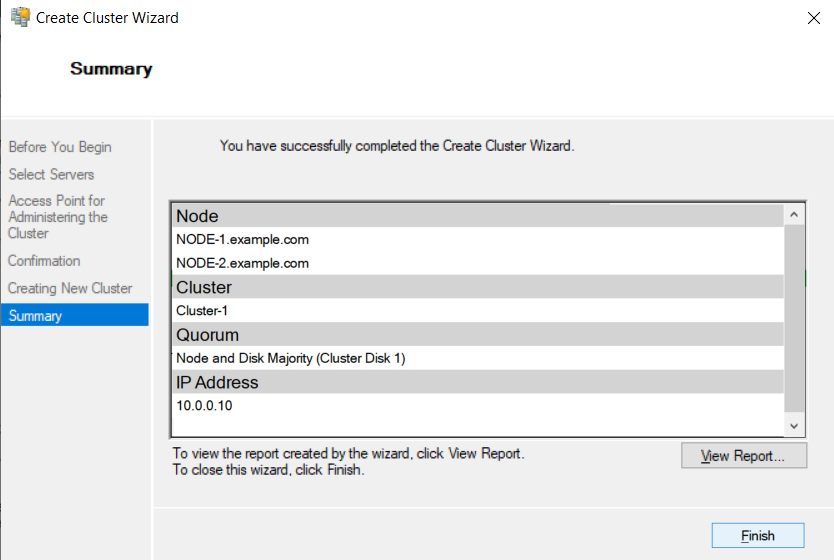 Create Cluster Wizard
Summary
Before You Begin
Select Servers
Access Point for
Administering the
Cluster
Confirmation
Creating New Cluster
Summary
You have successfully completed the Create Cluster Wizard.
Node
NODE-1.example.com
NODE-2.example.com
Cluster
Cluster-1
Quorum
Node and Disk Majority (Cluster Disk 1)
IP Address
10.0.0.10
To view the report created by the wizard, click View Report.
To close this wizard, click Finish.
View Report...
Finish